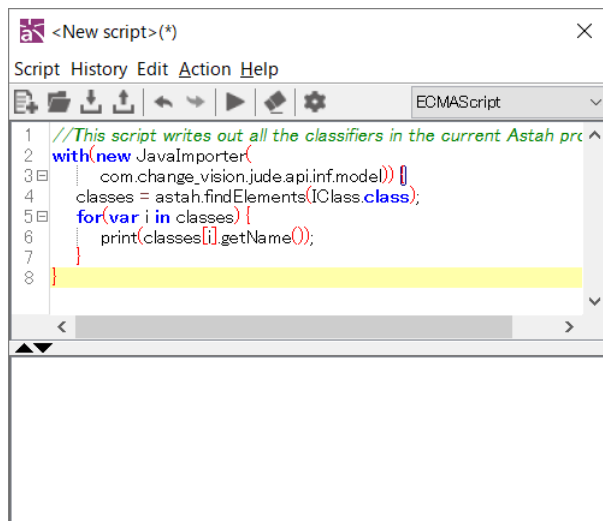 <New script>(*)
Script History Edit Action Help
ECMAScript
1 //This script writes out all the classifiers in the current Astah pro
2 with(new JavaImporter(
3 com.change_vision.jude.api.inf.model)) {
4 classes = astah.findElements(IClass.class);
5 for(var i in classes) {
6 print(classes[i].getName());
7 }
8 }